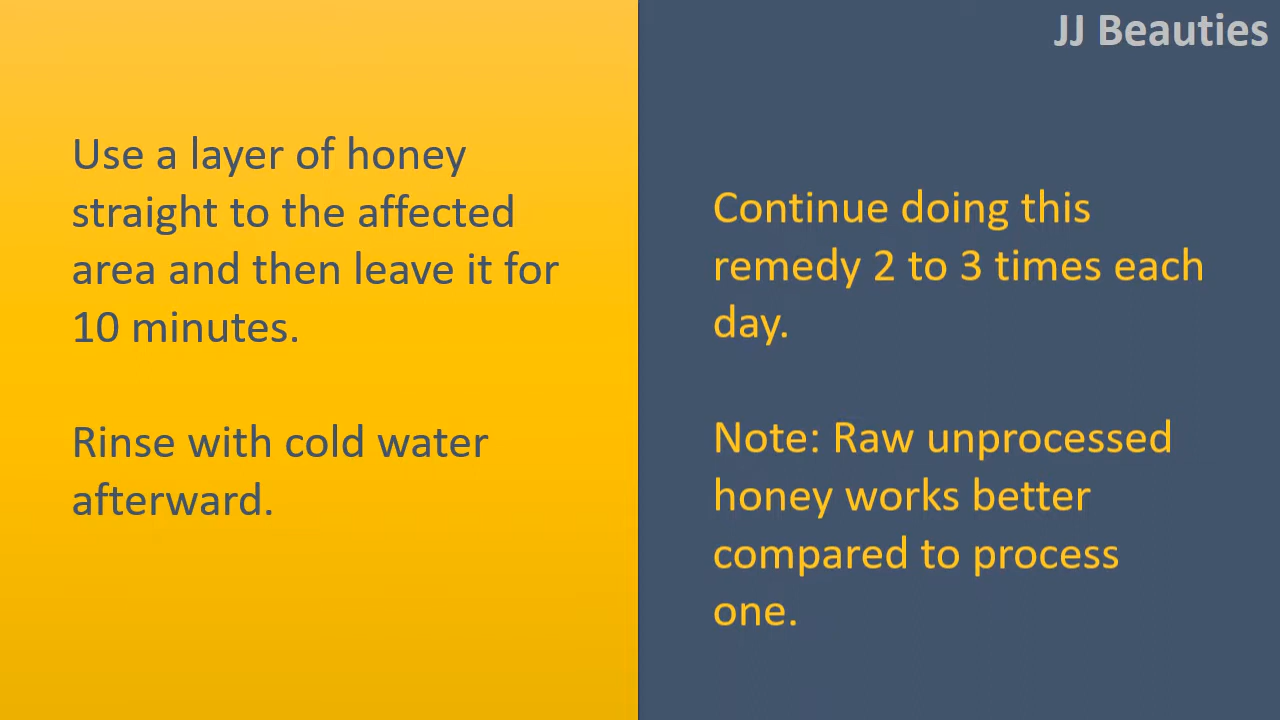 JJ Beauties
Use a layer of honey
straight to the affected
area and then leave it for
10 minutes.
Rinse with cold water
afterward.
Continue doing this
remedy 2 to 3 times each
day.
Note: Raw unprocessed
honey works better
compared to process
one.